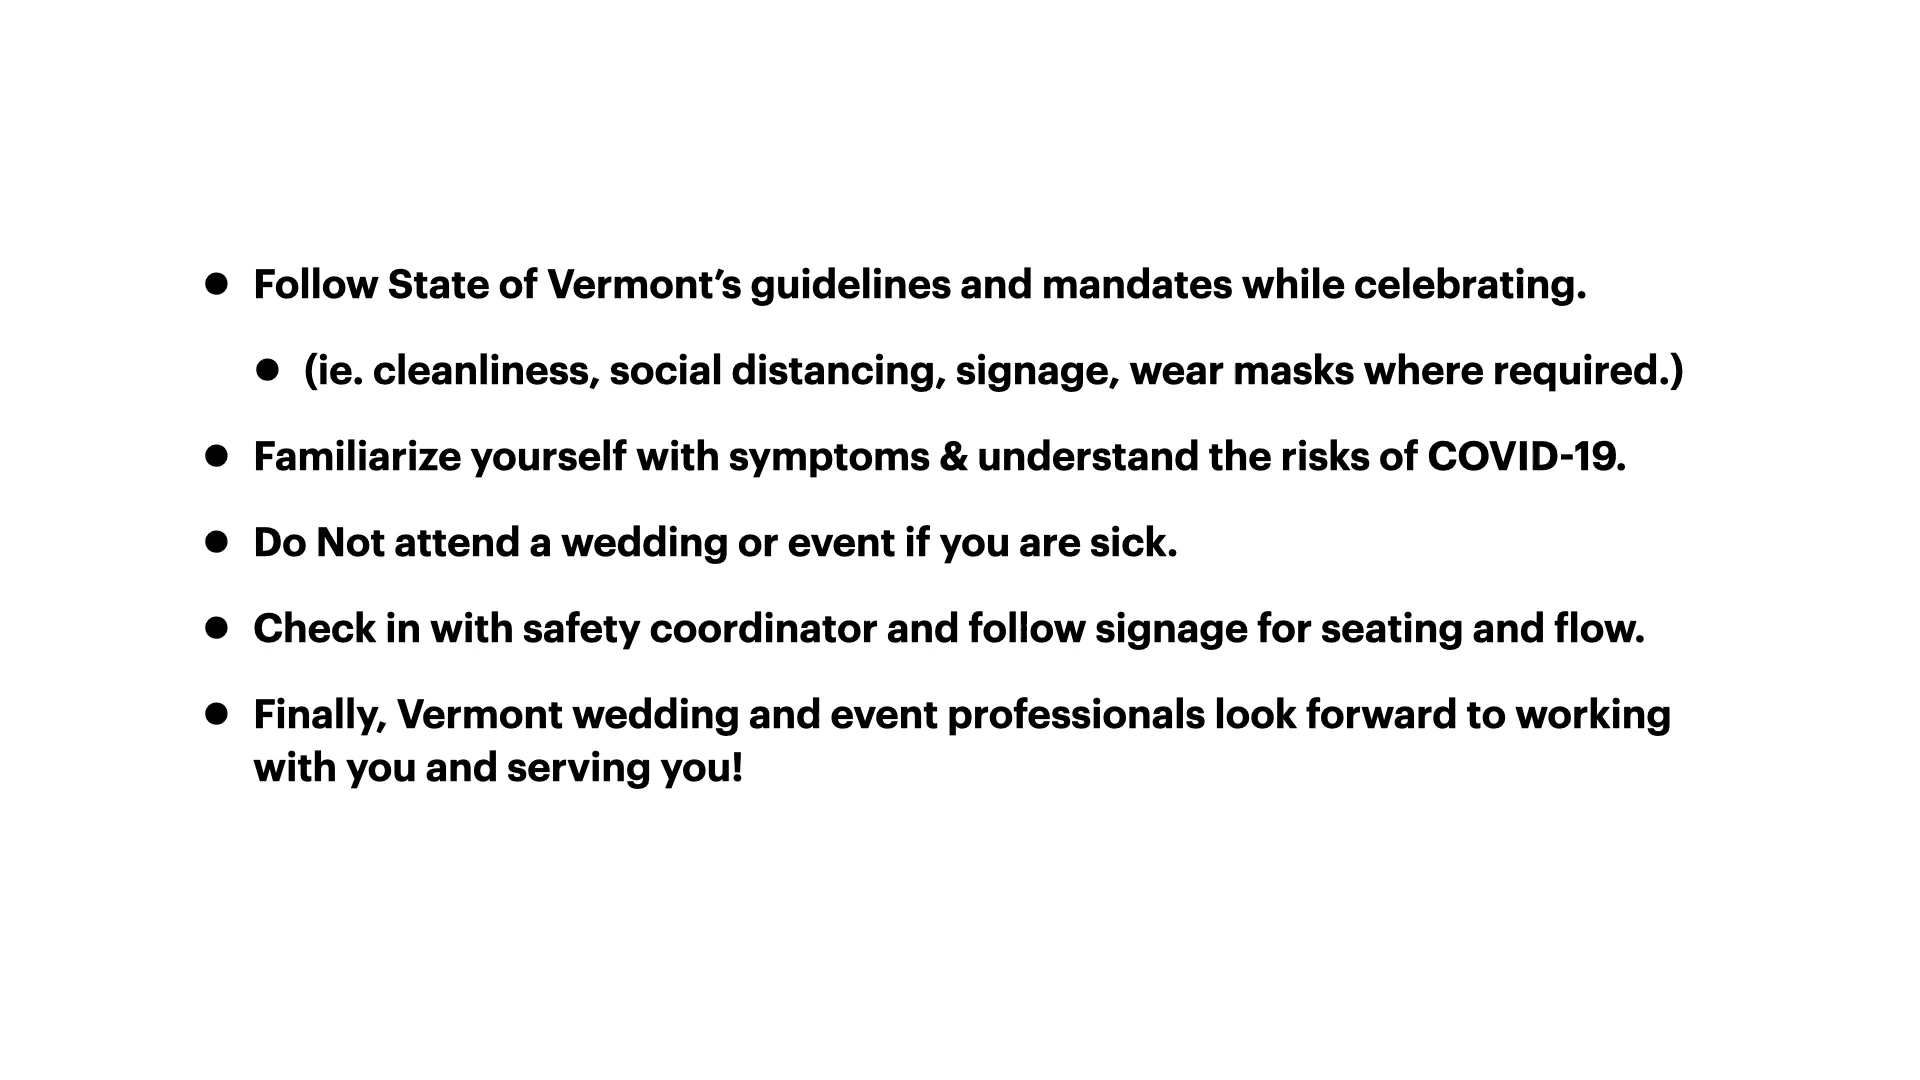 ● Follow State of Vermont’s guidelines and mandates while celebrating.
● (ie. cleanliness, social distancing, signage, wear masks where required.)
● Familiarize yourself with symptoms & understand the risks of COVID-19.
● Do Not attend a wedding or event if you are sick.
● Check in with safety coordinator and follow signage for seating and flow.
● Finally, Vermont wedding and event professionals look forward to working
with you and serving you!